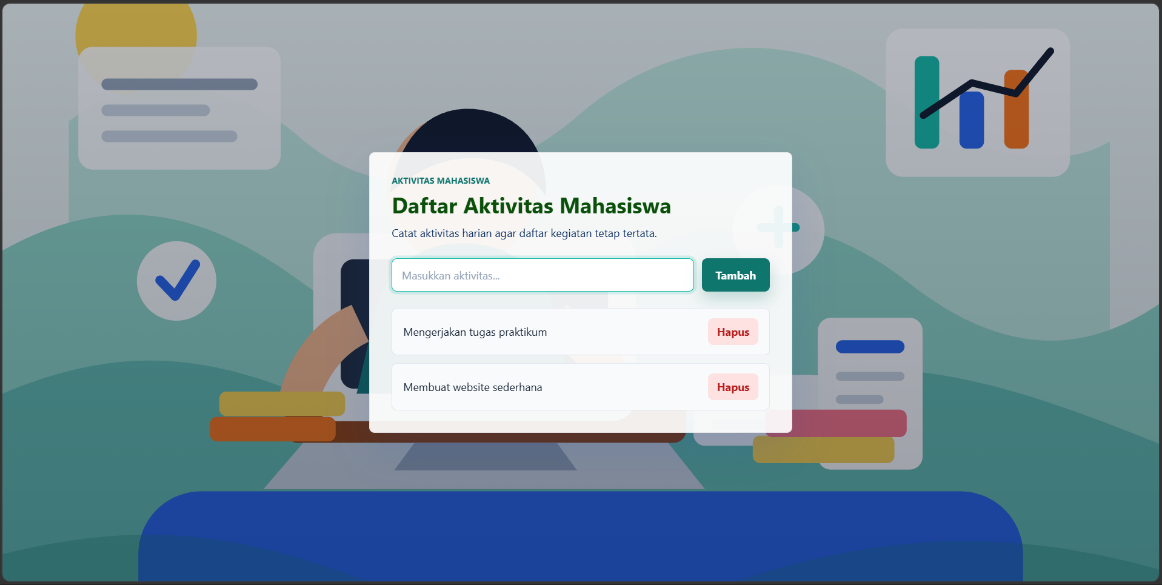 AKTIVITAS MAHASISWA
Daftar Aktivitas Mahasiswa
Catat aktivitas harian agar daftar kegiatan tetap tertata.
Masukkan aktivitas...
Tambah
Mengerjakan tugas praktikum
Hapus
Membuat website sederhana
Hapus